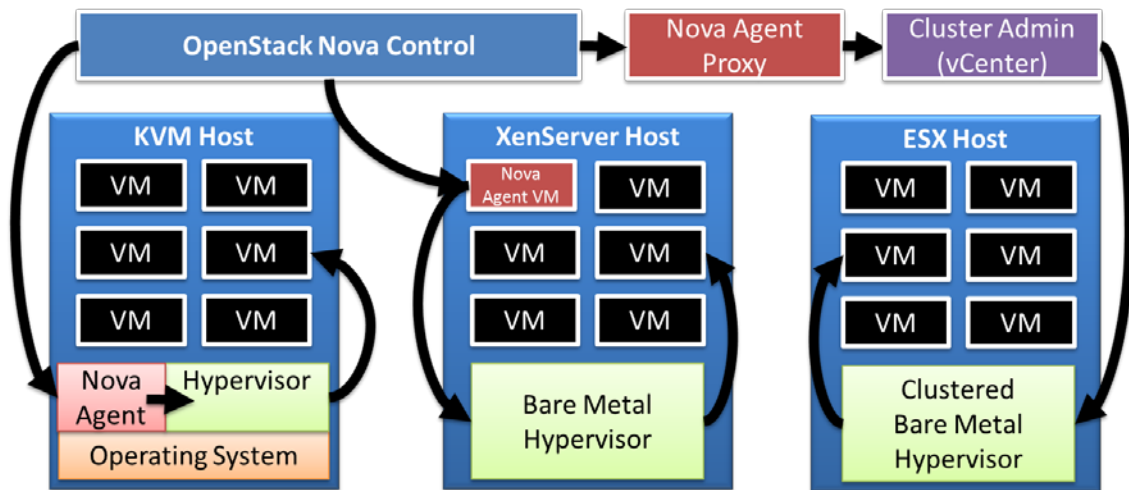 OpenStack Nova Control
Nova Agent
Proxy
Cluster Admin
(vCenter)
KVM Host
VM VM
VM VM
VM VM
Nova
Agent
Hypervisor
Operating System
XenServer Host
Nova
Agent VM
VM
VM VM
VM VM
Bare Metal
Hypervisor
ESX Host
VM VM
VM VM
VM VM
Clustered
Bare Metal
Hypervisor